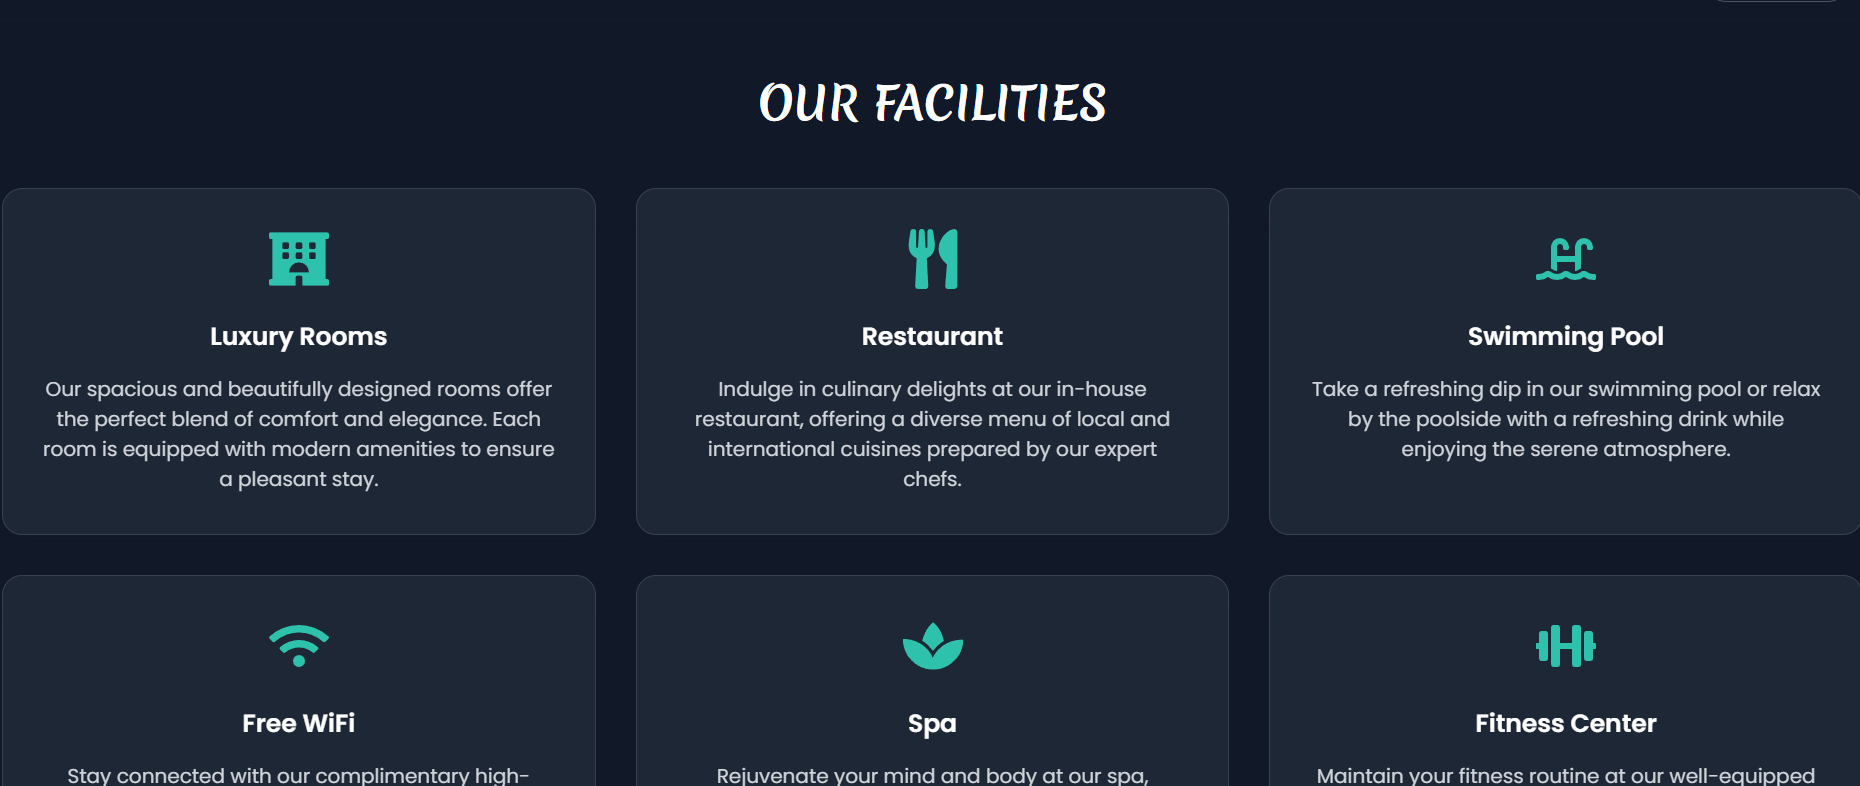 OUR FACILITIES
Luxury Rooms
Our spacious and beautifully designed rooms offer
the perfect blend of comfort and elegance. Each
room is equipped with modern amenities to ensure
a pleasant stay.
Restaurant
Indulge in culinary delights at our in-house
restaurant, offering a diverse menu of local and
international cuisines prepared by our expert
chefs.
Swimming Pool
Take a refreshing dip in our swimming pool or relax
by the poolside with a refreshing drink while
enjoying the serene atmosphere.
Free WiFi
Stay connected with our complimentary high-
Spa
Rejuvenate your mind and body at our spa,
Fitness Center
Maintain your fitness routine at our well-equipped